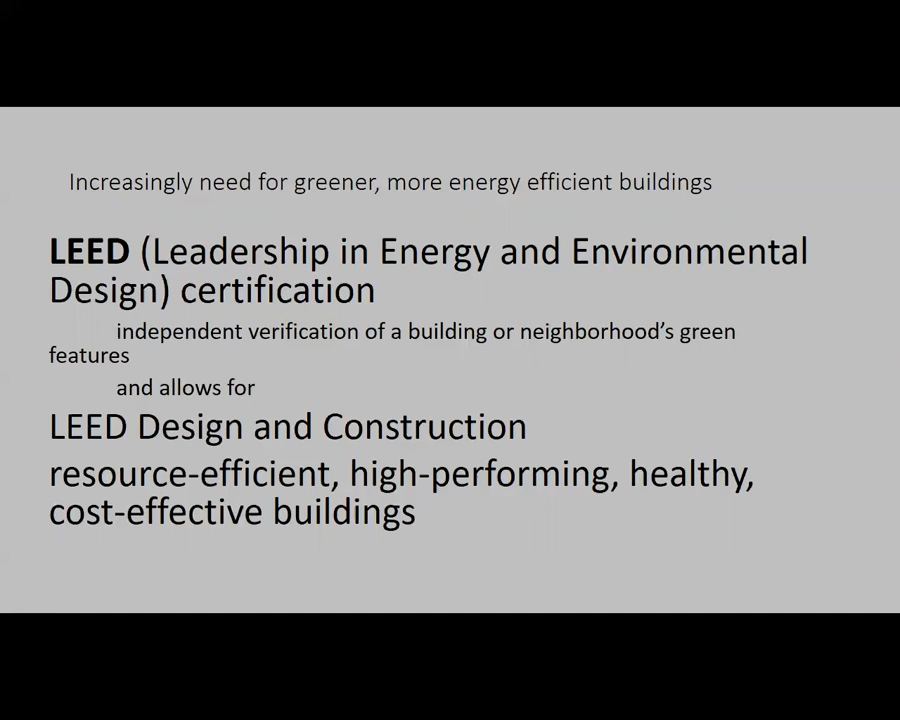 Increasingly need for greener, more energy efficient buildings
LEED (Leadership in Energy and Environmental
Design) certification
independent verification of a building or neighborhood’s green
features
and allows for
LEED Design and Construction
resource-efficient, high-performing, healthy,
cost-effective buildings